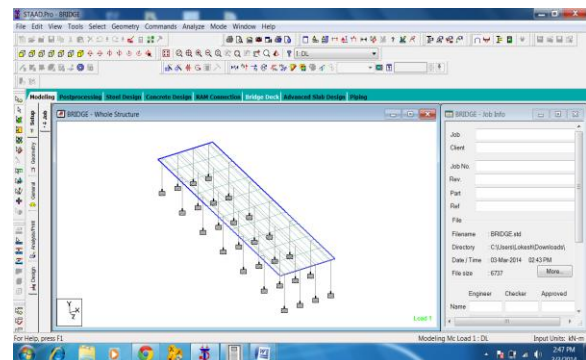 STAAD.Pro - BRIDGE
File Edit View Tools Select Geometry Commands Analyze Mode Window Help
1:DL
Modeling Postprocessing Steel Design Concrete Design RAM Connection Bridge Deck Advanced Slab Design Piping
Setup
Job
Geometry
General
Analysis/Print
Design
BRIDGE - Whole Structure
Y
X
Z
Load 1
BRIDGE - Job Info
Job
Client
Job No.
Rev.
Part
Ref
File
Filename BRIDGE.std
Directory C:\Users\Lokesh\Downloads\
Date / Time 03-Mar-2014 02:43 PM
File size 6737 More...
Engineer Checker Approved
Name
For Help, press F1
Modeling Mc Load 1 : DL Input Units: kN-m
2:47 PM